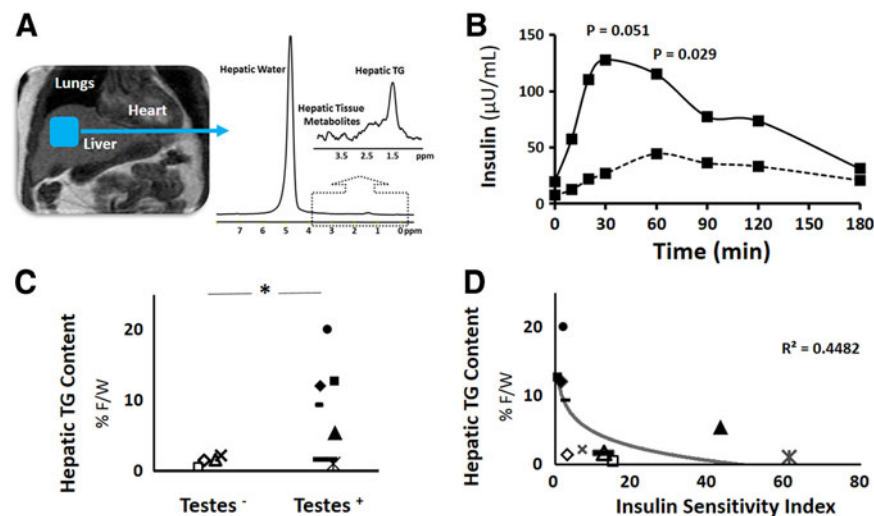 A
Lungs
Heart
Liver
Hepatic Water
Hepatic TG
Hepatic Tissue
Metabolites
3.5 2.5 1.5 ppm
7 6 5 4 3 2 1 0 ppm
B
Insulin (µU/mL)
150
100
50
0
P = 0.051
P = 0.029
0 30 60 90 120 150 180
Time (min)
C
Hepatic TG Content
% F/W
20
10
0
*
Testes - Testes +
D
Hepatic TG Content
% F/W
20
10
0
R² = 0.4482
0 20 40 60 80
Insulin Sensitivity Index